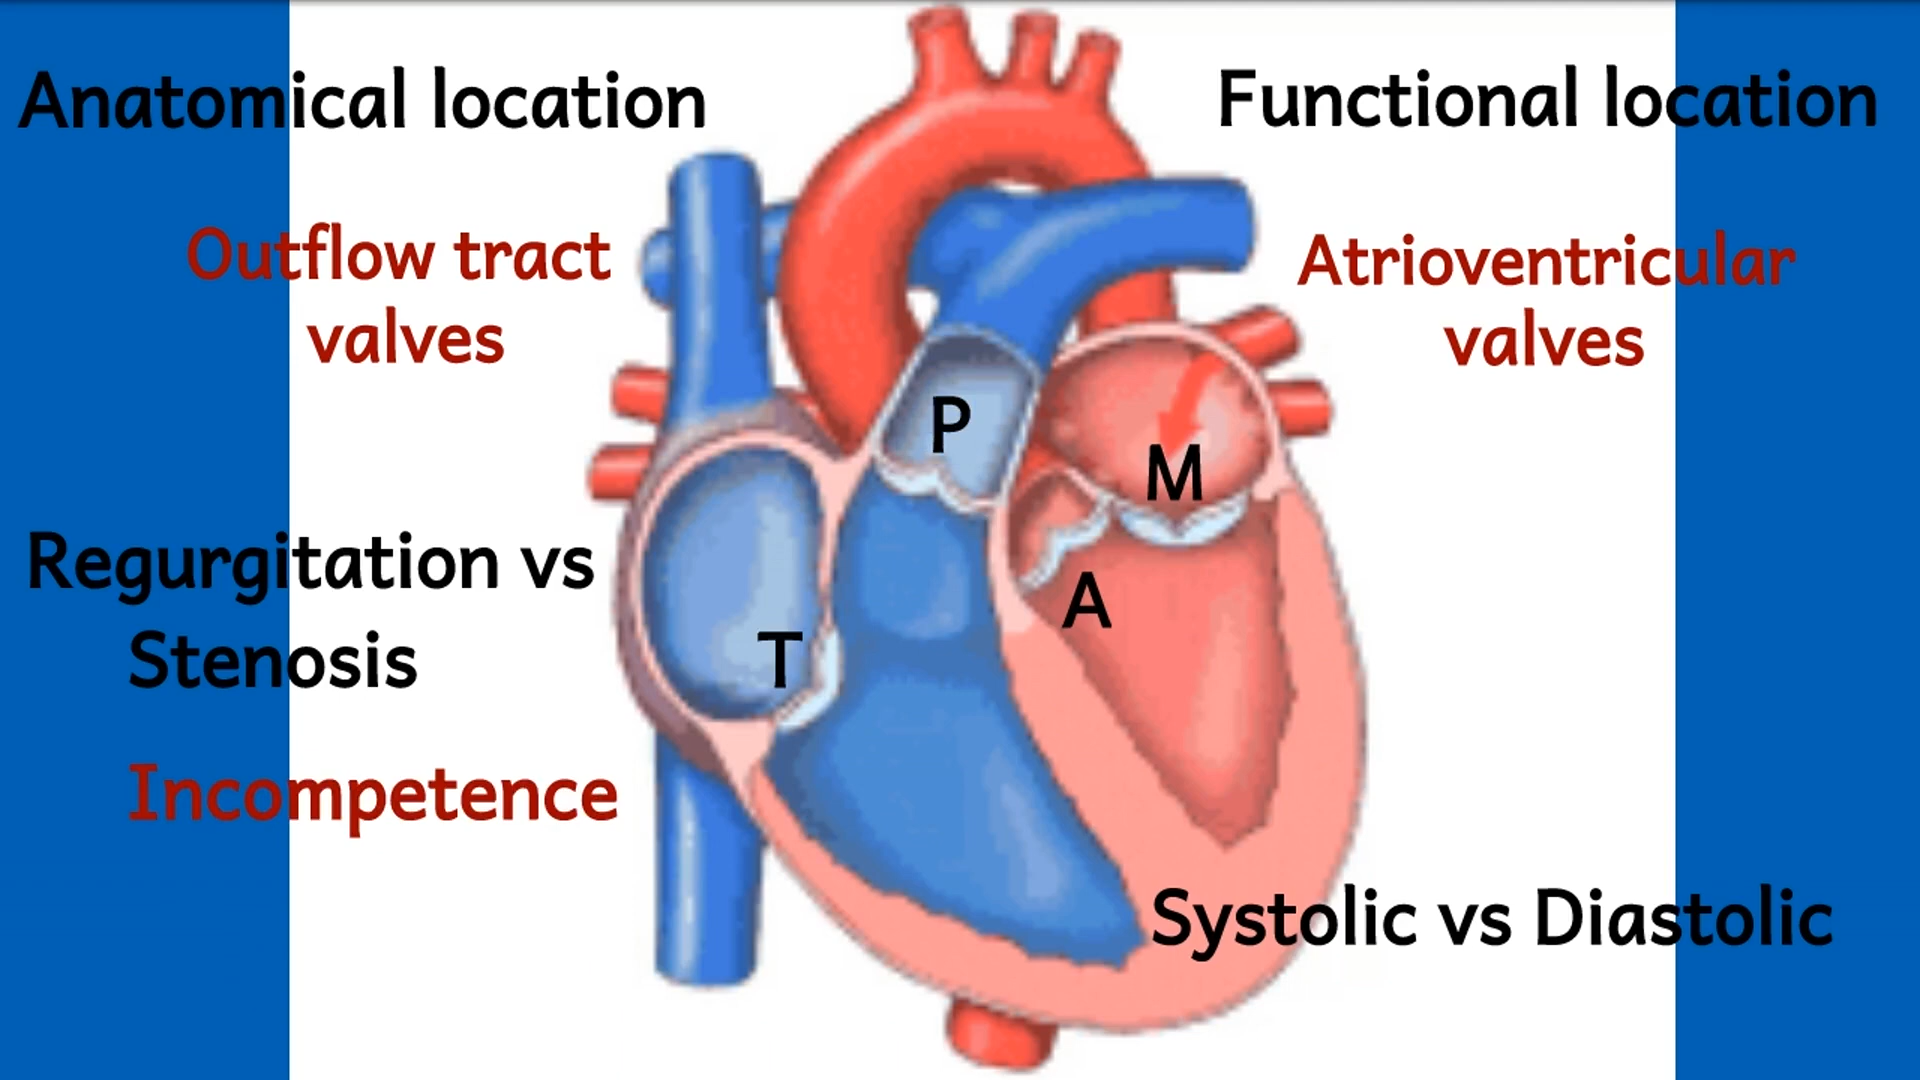 Anatomical location
Functional location
Outflow tract
valves
Atrioventricular
valves
P
M
A
T
Regurgitation vs
Stenosis
Incompetence
Systolic vs Diastolic